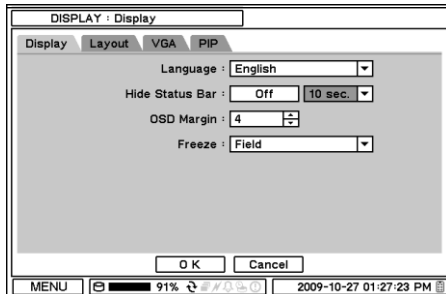 DISPLAY : Display
Display Layout VGA PIP
Language : English
Hide Status Bar : Off 10 sec.
OSD Margin : 4
Freeze : Field
OK Cancel
MENU 91% 2009-10-27 01:27:23 PM